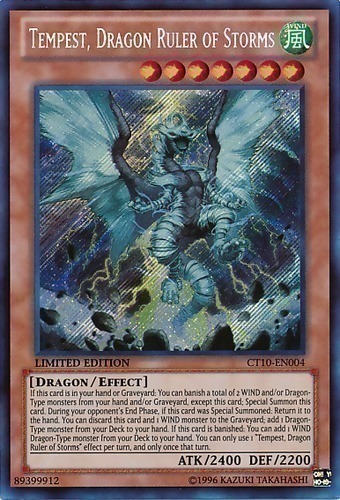 TEMPEST, DRAGON RULER OF STORMS
WIND
風
LIMITED EDITION
CT10-EN004
[DRAGON/EFFECT]
If this card is in your hand or Graveyard: You can banish a total of 2 WIND and/or Dragon-
Type monsters from your hand and/or Graveyard, except this card; Special Summon this
card. During your opponent's End Phase, if this card was Special Summoned: Return it to
the hand. You can discard this card and 1 WIND monster to the Graveyard; add 1 Dragon-
Type monster from your Deck to your hand. If this card is banished: You can add 1 WIND
Dragon-Type monster from your Deck to your hand. You can only use 1 "Tempest, Dragon
Ruler of Storms" effect per turn, and only once that turn.
ATK/2400 DEF/2200
89399912
©1996 KAZUKI TAKAHASHI